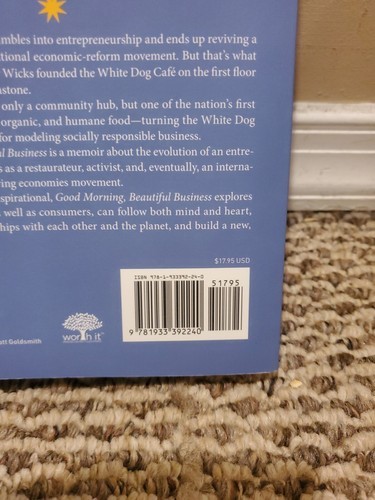 mbles into entrepreneurship and ends up reviving a
tional economic-reform movement. But that's what
Wicks founded the White Dog Café on the first floor
nstone.
only a community hub, but one of the nation's first
organic, and humane food—turning the White Dog
for modeling socially responsible business.
l Business is a memoir about the evolution of an entre-
s as a restaurateur, activist, and, eventually, an interna-
ving economies movement.
spirational, Good Morning, Beautiful Business explores
s well as consumers, can follow both mind and heart,
ships with each other and the planet, and build a new,
$17.95 USD
ISBN 978-1-933392-24-0
51795
9 781933 392240
worth it
att Goldsmith